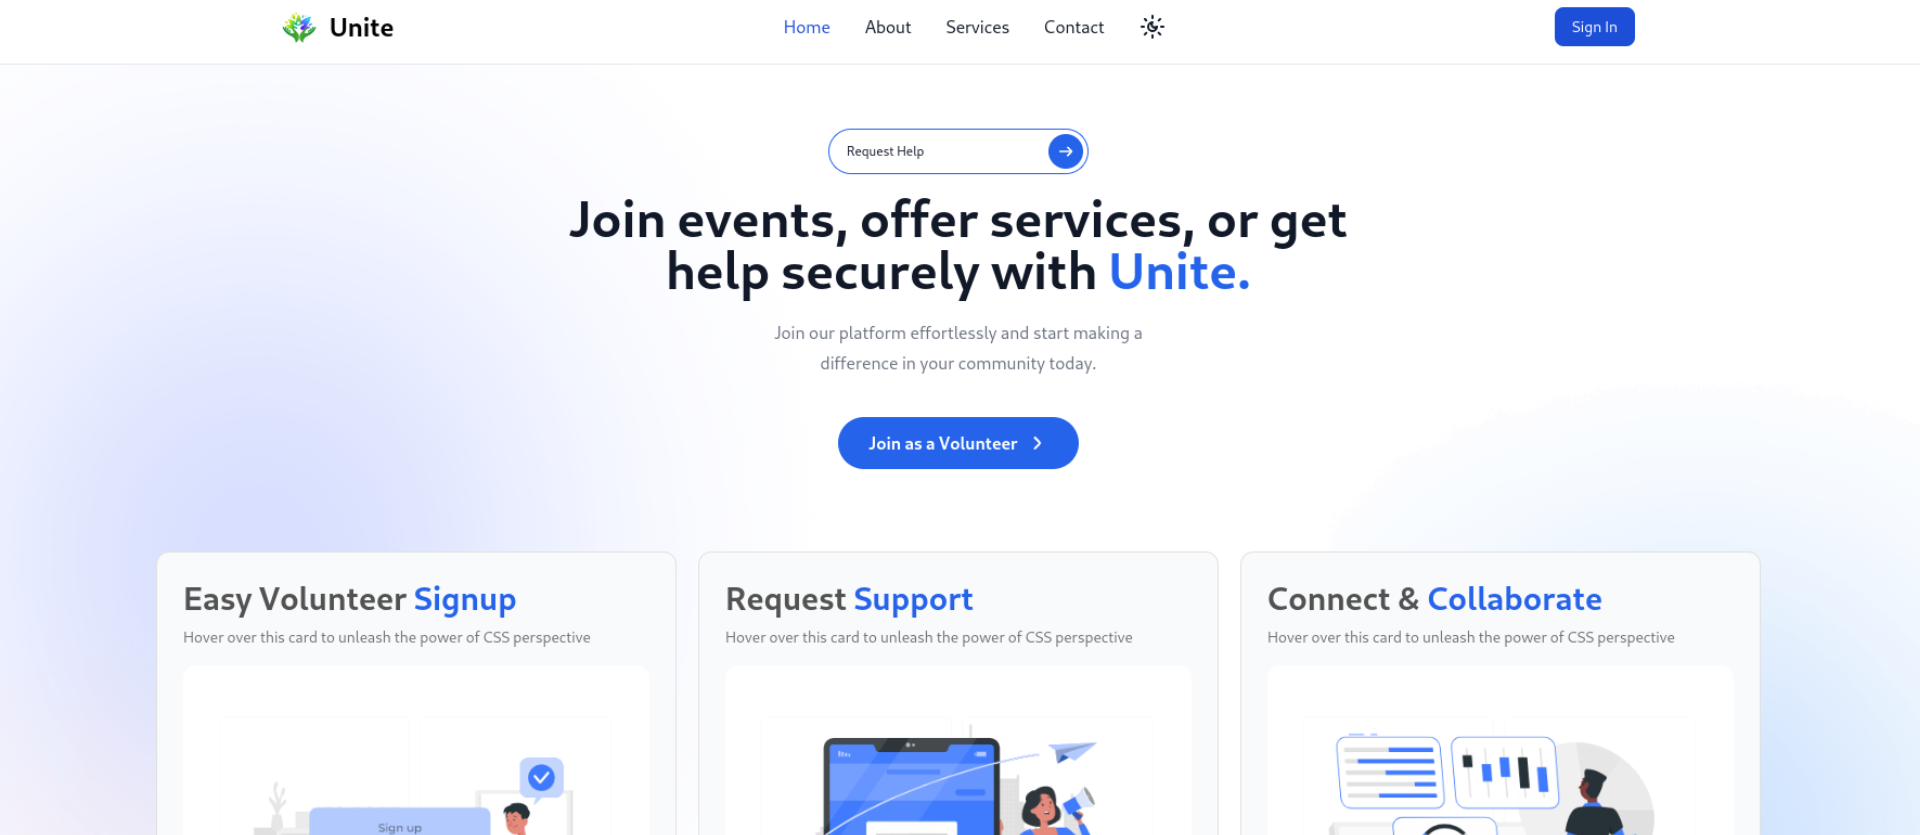 Unite
Home
About
Services
Contact
Sign In
Request Help
Join events, offer services, or get
help securely with Unite.
Join our platform effortlessly and start making a
difference in your community today.
Join as a Volunteer
Easy Volunteer Signup
Hover over this card to unleash the power of CSS perspective
Request Support
Hover over this card to unleash the power of CSS perspective
Connect & Collaborate
Hover over this card to unleash the power of CSS perspective
Sign up